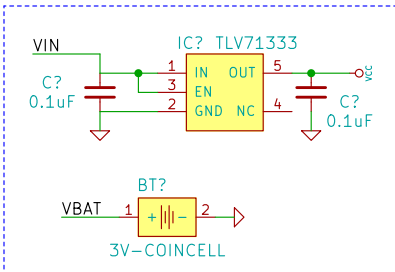 VIN
IC? TLV71333
1 IN OUT 5
VCC
3 EN
2 GND NC 4
C?
0.1uF
C?
0.1uF
BT?
VBAT
1 + - 2
3V-COINCELL